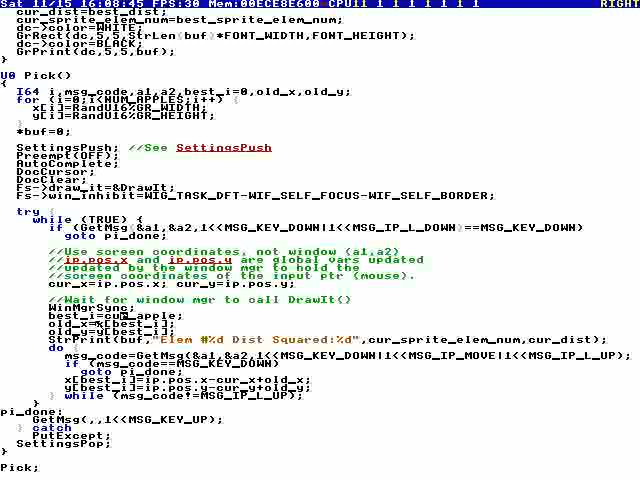 Sat 11/15 16:08:45 FPS:30 Mem:00ECE8E600 CPU11 1 1 1 1 1 1 1 RIGHT
cur_dist=best_dist;
cur_sprite_elem_num=best_sprite_elem_num;
dc->color=WHITE;
GrRect(dc,5,5,StrLen(buf)*FONT_WIDTH,FONT_HEIGHT);
dc->color=BLACK;
GrPrint(dc,5,5,buf);
}
U0 Pick()
{
I64 i,msg_code,a1,a2,best_i=0,old_x,old_y;
for (i=0;i<NUM_APPLES;i++) {
x[i]=RandU16%GR_WIDTH;
y[i]=RandU16%GR_HEIGHT;
}
*buf=0;
SettingsPush; //See SettingsPush
Preempt(OFF);
AutoComplete;
DocCursor;
DocClear;
Fs->draw_it=&DrawIt;
Fs->win_inhibit=WIG_TASK_DFT-WIF_SELF_FOCUS-WIF_SELF_BORDER;
try {
while (TRUE) {
if (GetMsg(&a1,&a2,1<<MSG_KEY_DOWN|1<<MSG_IP_L_DOWN)==MSG_KEY_DOWN)
goto pi_done;
//Use screen coordinates, not window (a1,a2)
//ip.pos.x and ip.pos.y are global vars updated
//updated by the window mgr to hold the
//screen coordinates of the input ptr (mouse).
cur_x=ip.pos.x; cur_y=ip.pos.y;
//Wait for window mgr to call DrawIt()
WinMgrSync;
best_i=cur_apple;
old_x=x[best_i];
old_y=y[best_i];
StrPrint(buf,"Elem #%d Dist Squared:%d",cur_sprite_elem_num,cur_dist);
do {
msg_code=GetMsg(&a1,&a2,1<<MSG_KEY_DOWN|1<<MSG_IP_MOVE|1<<MSG_IP_L_UP);
if (msg_code==MSG_KEY_DOWN)
goto pi_done;
x[best_i]=ip.pos.x-cur_x+old_x;
y[best_i]=ip.pos.y-cur_y+old_y;
} while (msg_code!=MSG_IP_L_UP);
}
pi_done:
GetMsg(,,1<<MSG_KEY_UP);
} catch
PutExcept;
SettingsPop;
}
Pick;